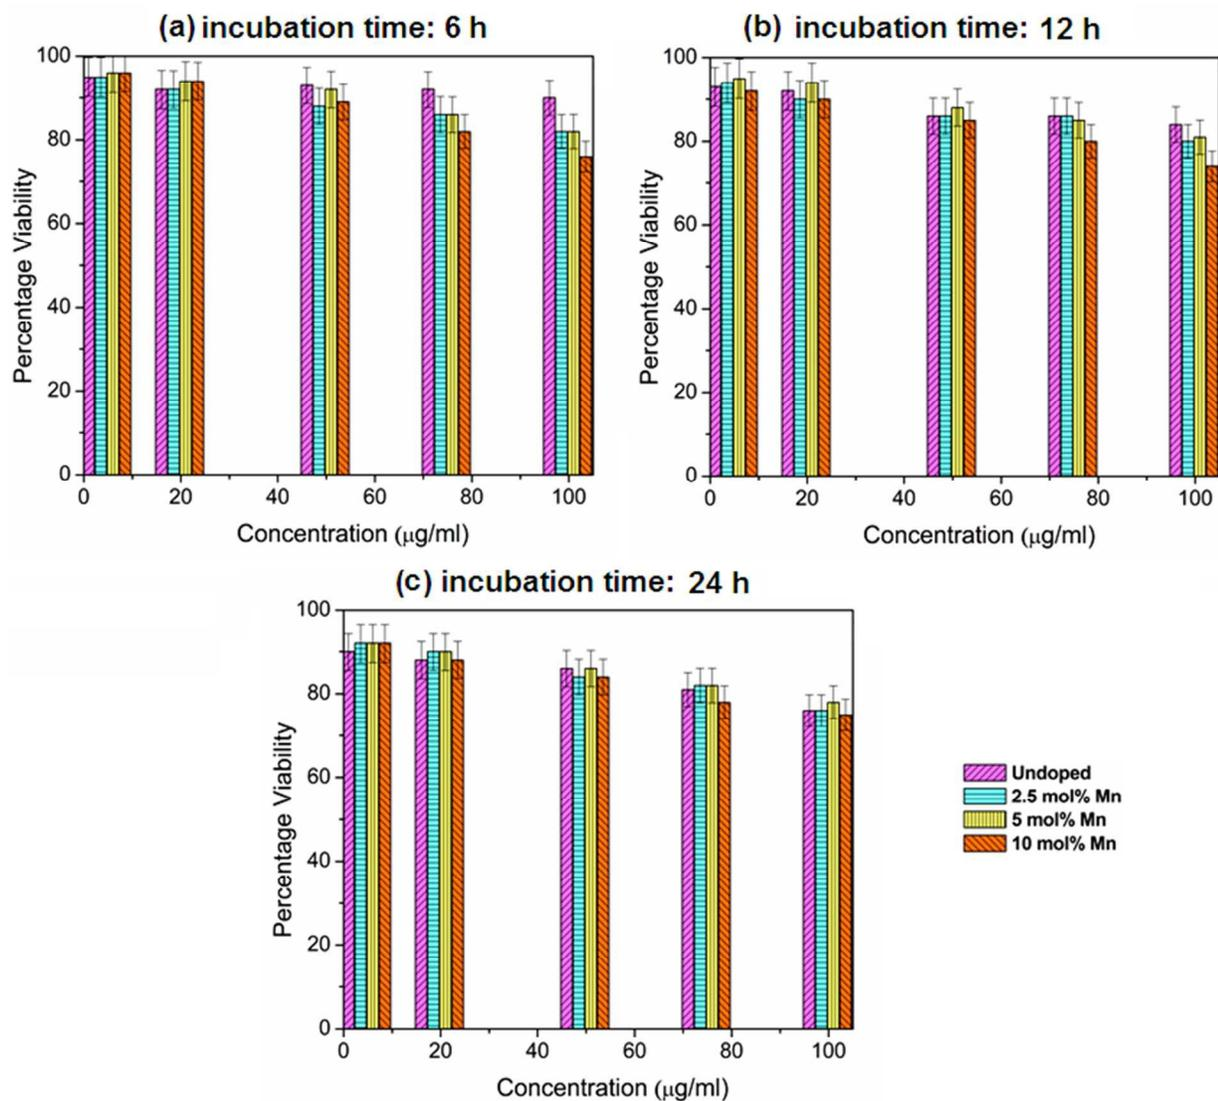 (a) incubation time: 6 h
100
80
60
40
20
0
Percentage Viability
0 20 40 60 80 100
Concentration (μg/ml)
(b) incubation time: 12 h
100
80
60
40
20
0
Percentage Viability
0 20 40 60 80 100
Concentration (μg/ml)
(c) incubation time: 24 h
100
80
60
40
20
0
Percentage Viability
0 20 40 60 80 100
Concentration (μg/ml)
Undoped
2.5 mol% Mn
5 mol% Mn
10 mol% Mn